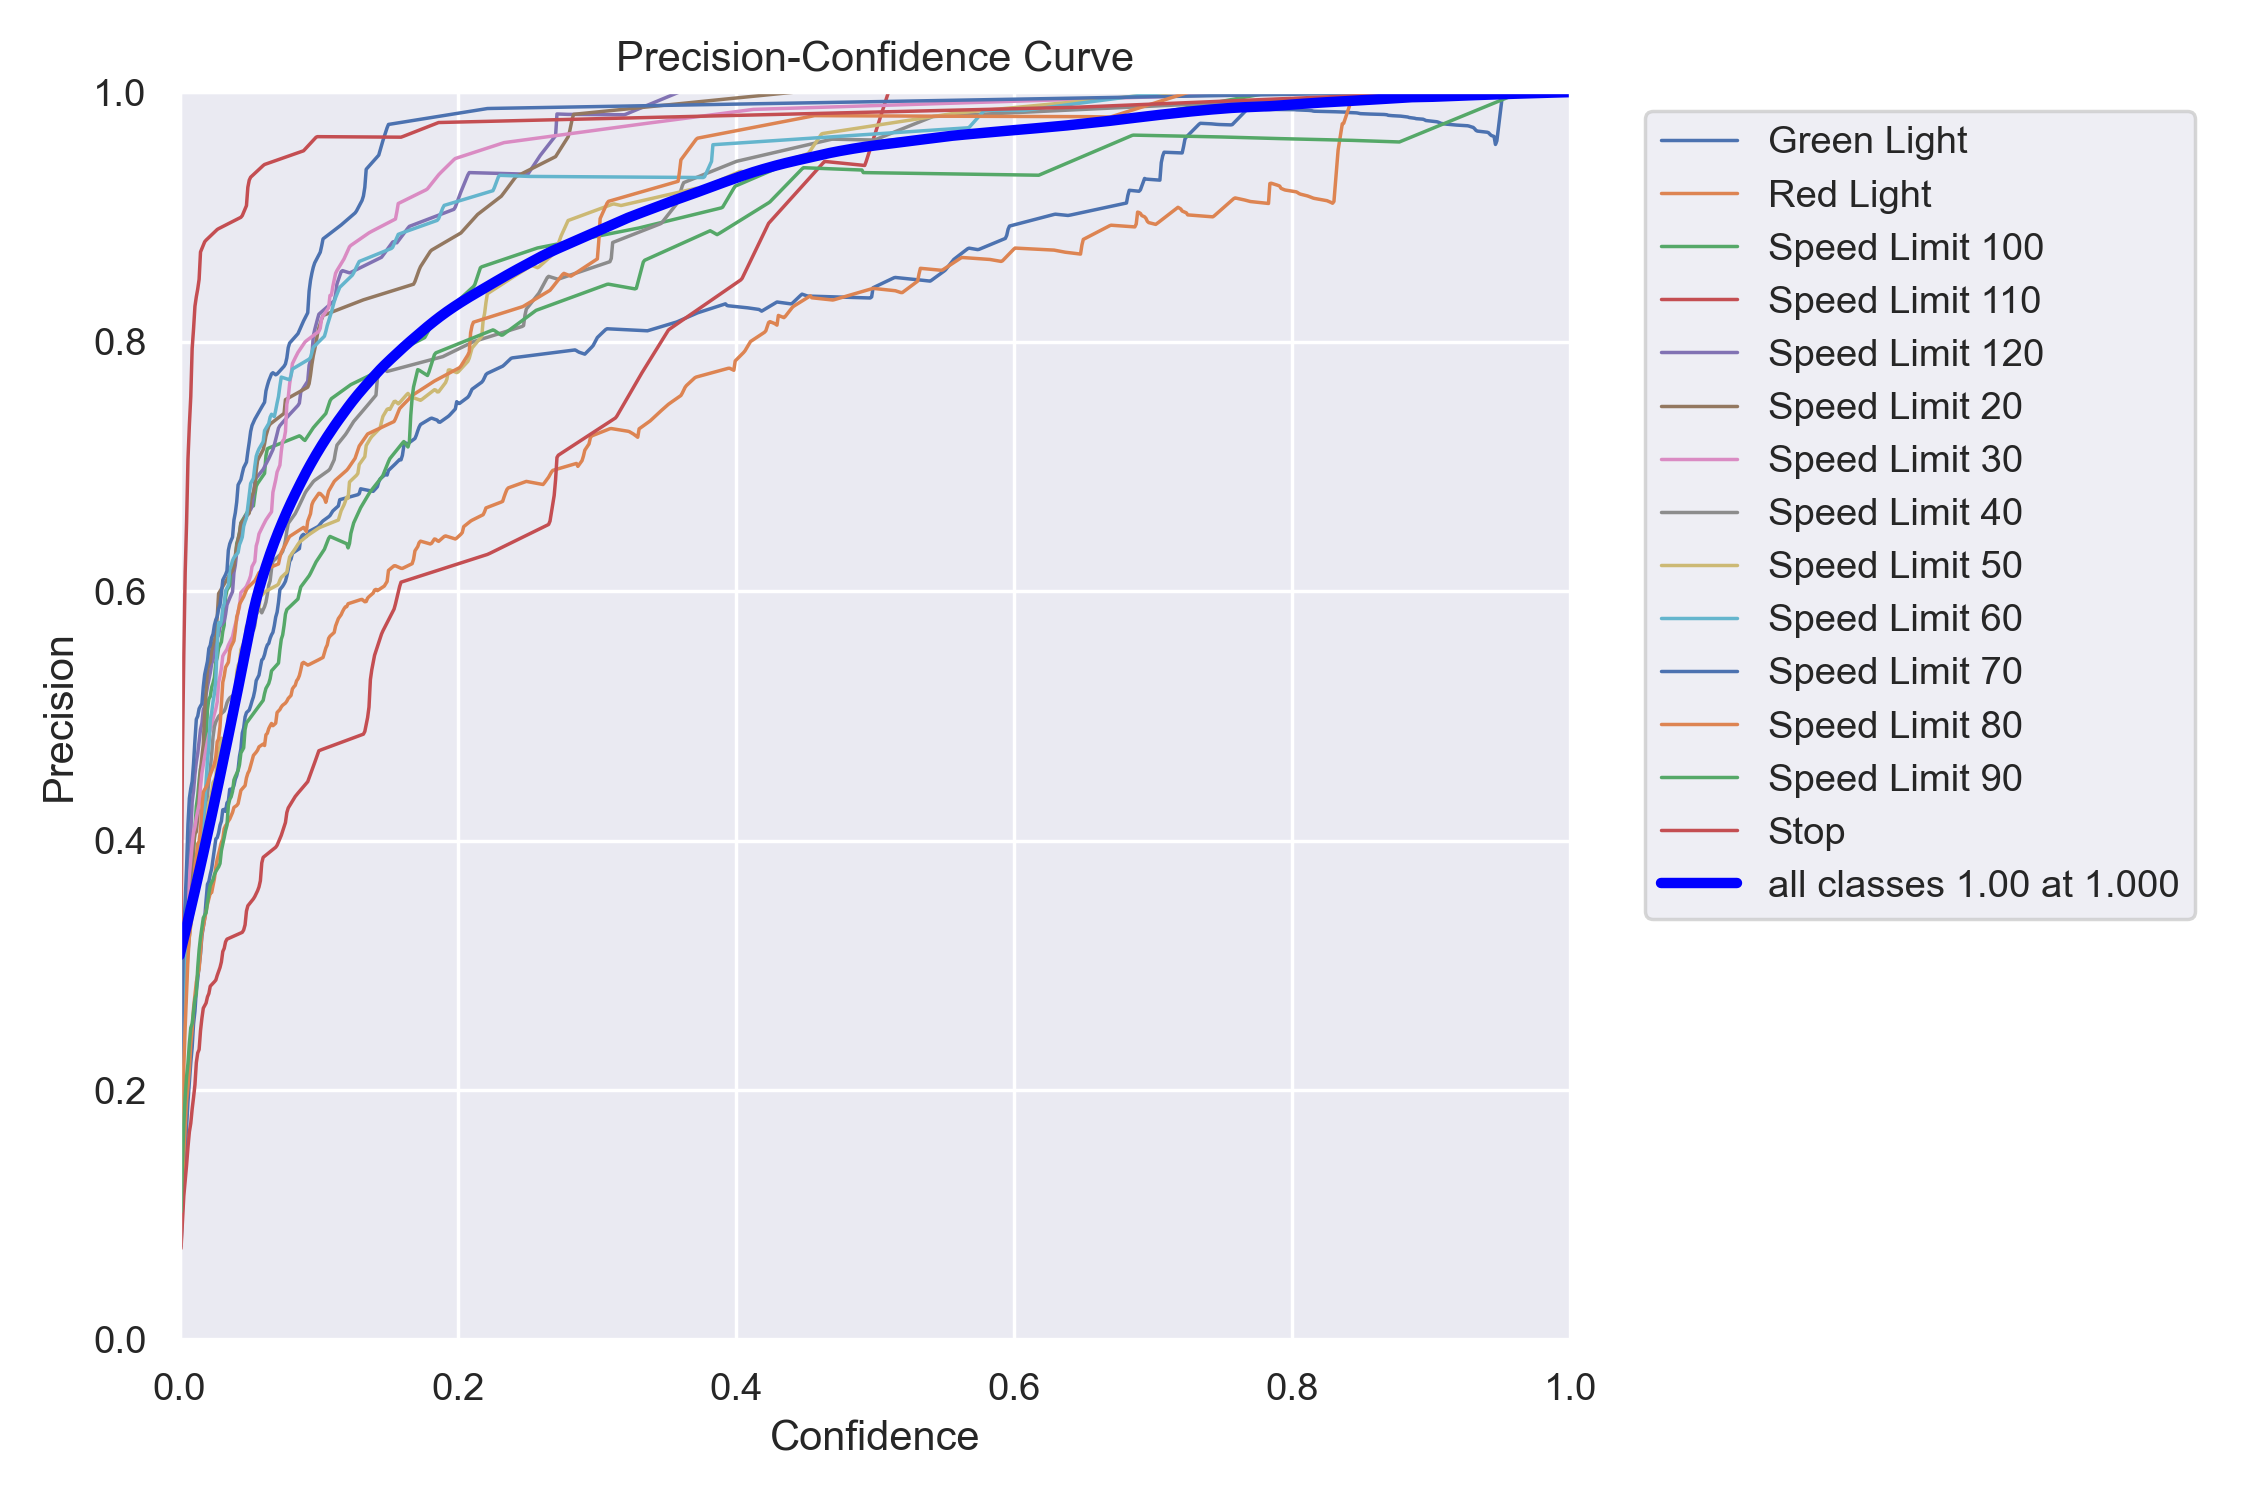 Precision-Confidence Curve
1.0
0.8
0.6
0.4
0.2
0.0
Precision
0.0 0.2 0.4 0.6 0.8 1.0
Confidence
Green Light
Red Light
Speed Limit 100
Speed Limit 110
Speed Limit 120
Speed Limit 20
Speed Limit 30
Speed Limit 40
Speed Limit 50
Speed Limit 60
Speed Limit 70
Speed Limit 80
Speed Limit 90
Stop
all classes 1.00 at 1.000